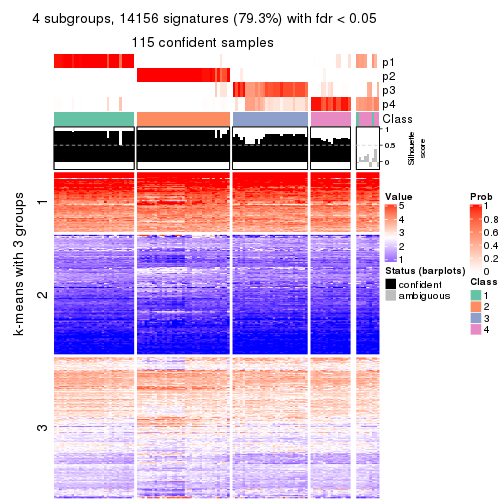 4 subgroups, 14156 signatures (79.3%) with fdr < 0.05
115 confident samples
p1
p2
p3
p4
Class
1
0.5
0
Silhouette
score
k-means with 3 groups
1
2
3
Value
5
4
3
2
1
Status (barplots)
confident
ambiguous
Prob
1
0.8
0.6
0.4
0.2
0
Class
1
2
3
4